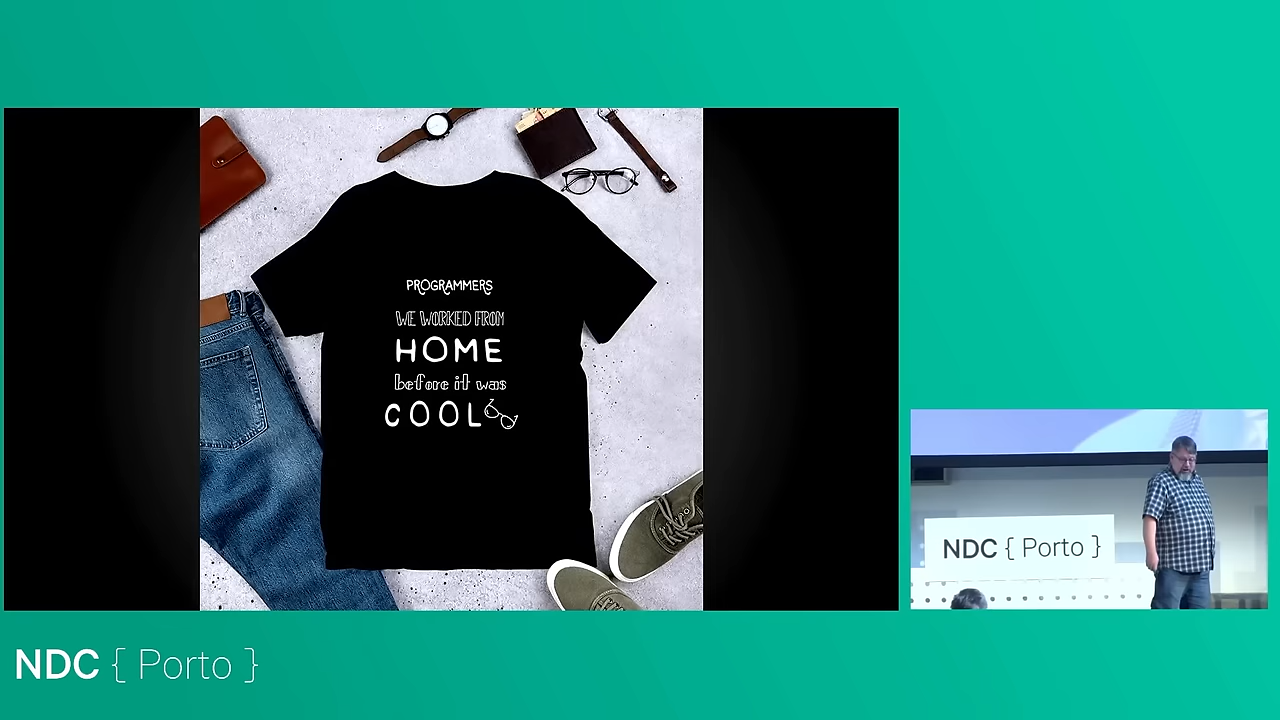 PROGRAMMERS
WE WORKED FROM
HOME
before it was
COOL
NDC { Porto }
NDC { Porto }